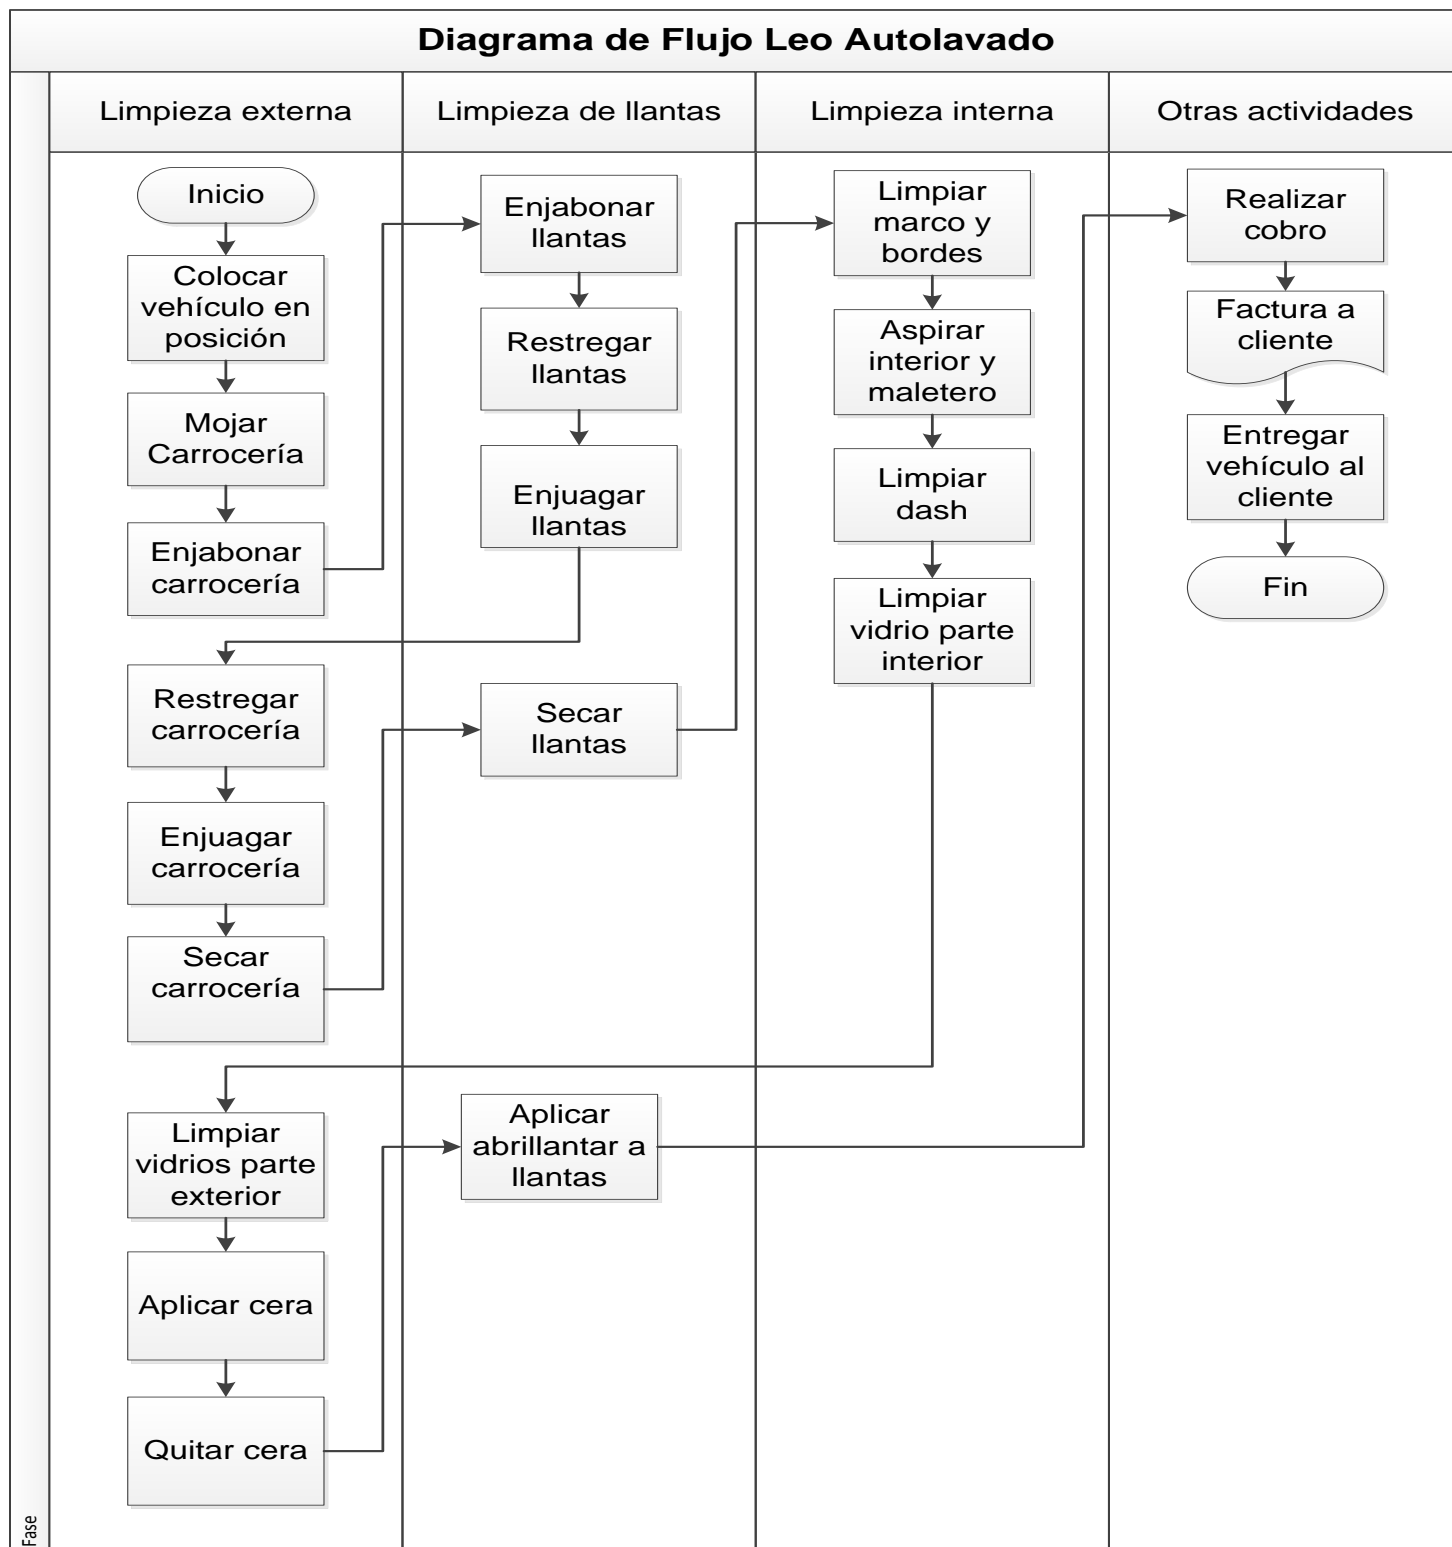 Diagrama de Flujo Leo Autolavado
Limpieza externa
Limpieza de llantas
Limpieza interna
Otras actividades
Inicio
Colocar
vehículo en
posición
Mojar
Carrocería
Enjabonar
carrocería
Restregar
carrocería
Enjuagar
carrocería
Secar
carrocería
Limpiar
vidrios parte
exterior
Aplicar cera
Quitar cera
Enjabonar
llantas
Restregar
llantas
Enjuagar
llantas
Secar
llantas
Aplicar
abrillantar a
llantas
Limpiar
marco y
bordes
Aspirar
interior y
maletero
Limpiar
dash
Limpiar
vidrio parte
interior
Realizar
cobro
Factura a
cliente
Entregar
vehículo al
cliente
Fin
Fase